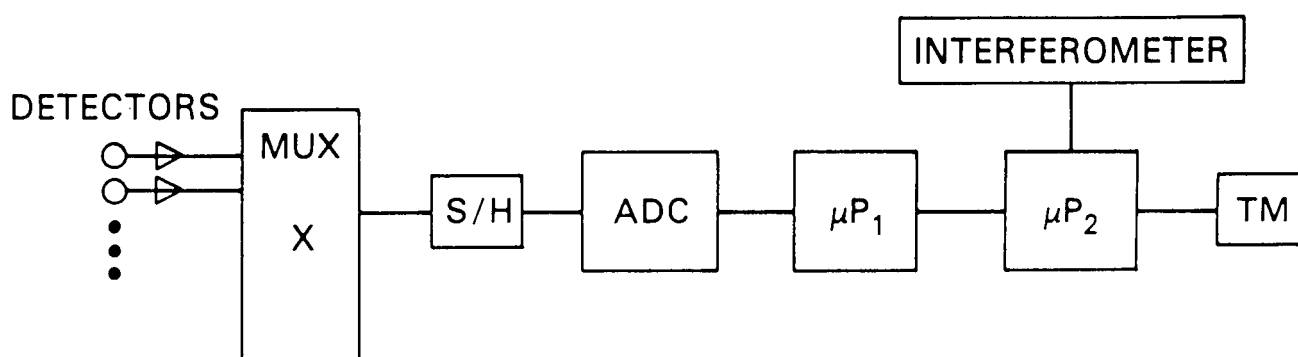 INTERFEROMETER
DETECTORS
MUX
X
S/H
ADC
μP₁
μP₂
TM